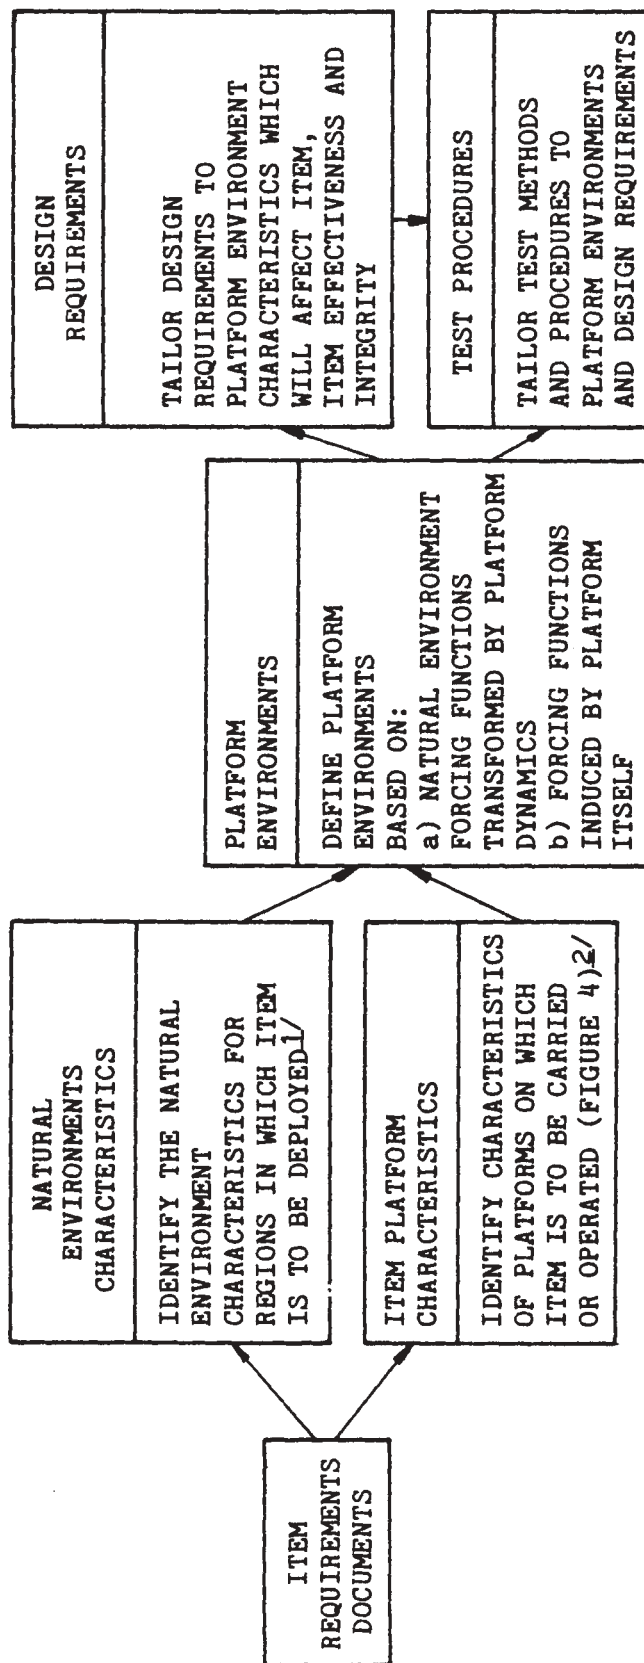 ITEM
REQUIREMENTS
DOCUMENTS
NATURAL
ENVIRONMENTS
CHARACTERISTICS
IDENTIFY THE NATURAL
ENVIRONMENT
CHARACTERISTICS FOR
REGIONS IN WHICH ITEM
IS TO BE DEPLOYED 1/
ITEM PLATFORM
CHARACTERISTICS
IDENTIFY CHARACTERISTICS
OF PLATFORMS ON WHICH
ITEM IS TO BE CARRIED
OR OPERATED (FIGURE 4)2/
PLATFORM
ENVIRONMENTS
DEFINE PLATFORM
ENVIRONMENTS
BASED ON:
a) NATURAL ENVIRONMENT
FORCING FUNCTIONS
TRANSFORMED BY PLATFORM
DYNAMICS
b) FORCING FUNCTIONS
INDUCED BY PLATFORM
ITSELF
DESIGN
REQUIREMENTS
TAILOR DESIGN
REQUIREMENTS TO
PLATFORM ENVIRONMENT
CHARACTERISTICS WHICH
WILL AFFECT ITEM,
ITEM EFFECTIVENESS AND
INTEGRITY
TEST PROCEDURES
TAILOR TEST METHODS
AND PROCEDURES TO
PLATFORM ENVIRONMENTS
AND DESIGN REQUIREMENTS